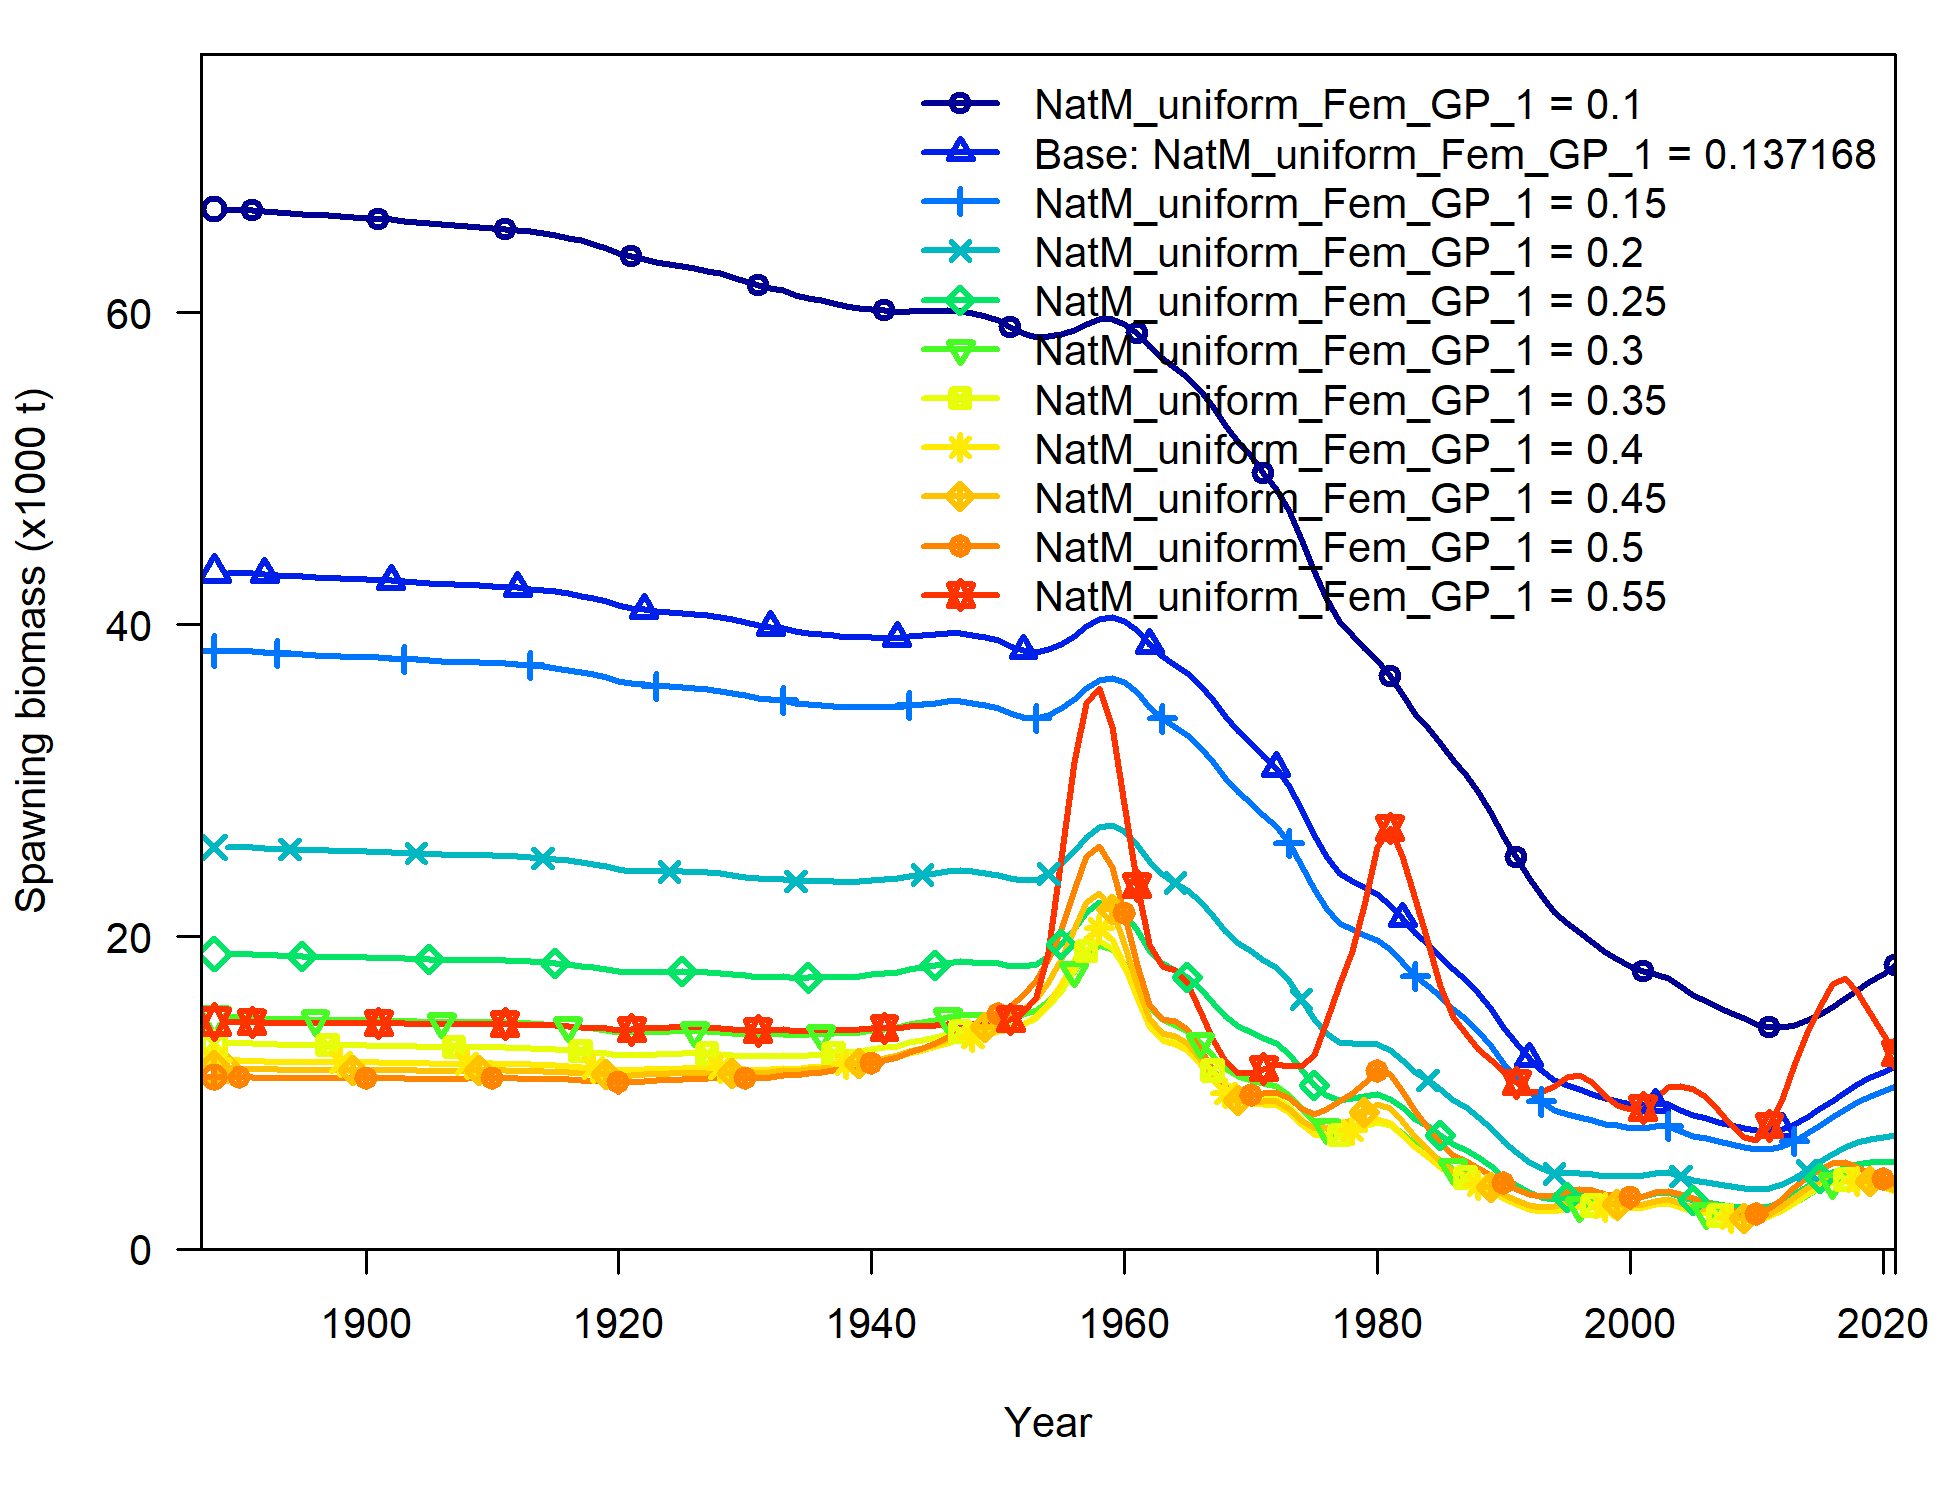 NatM_uniform_Fem_GP_1 = 0.1
Base: NatM_uniform_Fem_GP_1 = 0.137168
NatM_uniform_Fem_GP_1 = 0.15
NatM_uniform_Fem_GP_1 = 0.2
NatM_uniform_Fem_GP_1 = 0.25
NatM_uniform_Fem_GP_1 = 0.3
NatM_uniform_Fem_GP_1 = 0.35
NatM_uniform_Fem_GP_1 = 0.4
NatM_uniform_Fem_GP_1 = 0.45
NatM_uniform_Fem_GP_1 = 0.5
NatM_uniform_Fem_GP_1 = 0.55
Spawning biomass (x1000 t)
60
40
20
0
1900 1920 1940 1960 1980 2000 2020
Year